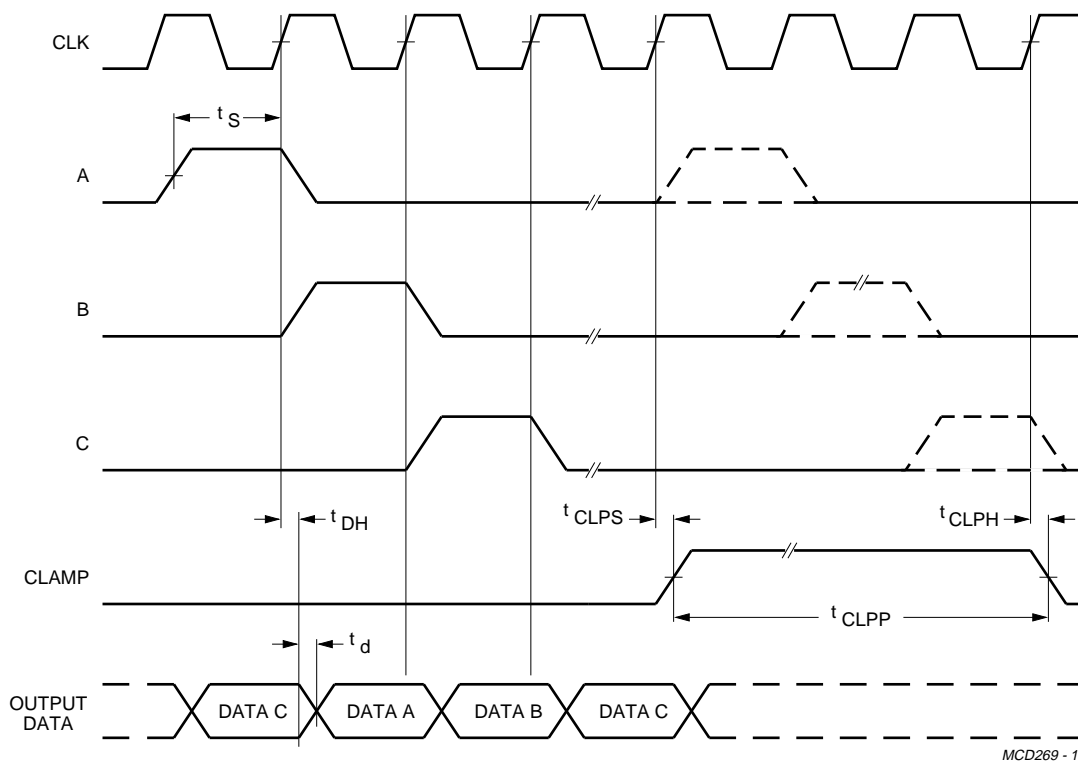 CLK
t S
A
B
C
t DH
t CLPS
t CLPH
CLAMP
t CLPP
t d
OUTPUT
DATA
DATA C
DATA A
DATA B
DATA C
MCD269 - 1